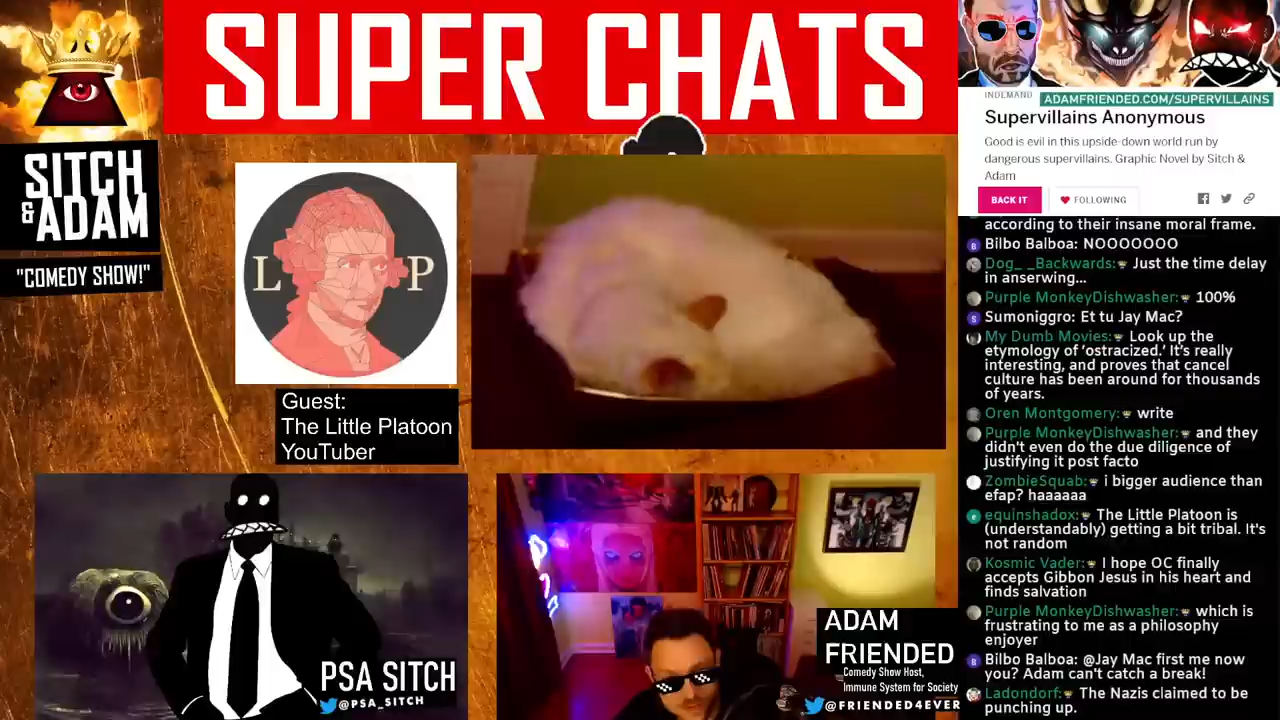 SUPER CHATS
SITCH
& ADAM
"COMEDY SHOW!"
L P
Guest:
The Little Platoon
YouTuber
PSA SITCH
@PSA_SITCH
ADAM
FRIENDED
Comedy Show Host,
Immune System for Society
@FRIENDED4EVER
INDEMAND
ADAMFRIENDED.COM/SUPERVILLAINS
Supervillains Anonymous
Good is evil in this upside-down world run by
dangerous supervillains. Graphic Novel by Sitch &
Adam
BACK IT
FOLLOWING
according to their insane moral frame.
B Bilbo Balboa: NOOOOOOO
Dog_ _Backwards: Just the time delay
in anserwing...
Purple MonkeyDishwasher: 100%
S Sumoniggro: Et tu Jay Mac?
My Dumb Movies: Look up the
etymology of ‘ostracized.’ It’s really
interesting, and proves that cancel
culture has been around for thousands
of years.
Oren Montgomery: write
Purple MonkeyDishwasher: and they
didn't even do the due diligence of
justifying it post facto
ZombieSquab: i bigger audience than
efap? haaaaaa
e equinshadox: The Little Platoon is
(understandably) getting a bit tribal. It's
not random
Kosmic Vader: I hope OC finally
accepts Gibbon Jesus in his heart and
finds salvation
Purple MonkeyDishwasher: which is
frustrating to me as a philosophy
enjoyer
B Bilbo Balboa: @Jay Mac first me now
you? Adam can't catch a break!
Ladondorf: The Nazis claimed to be
punching up.